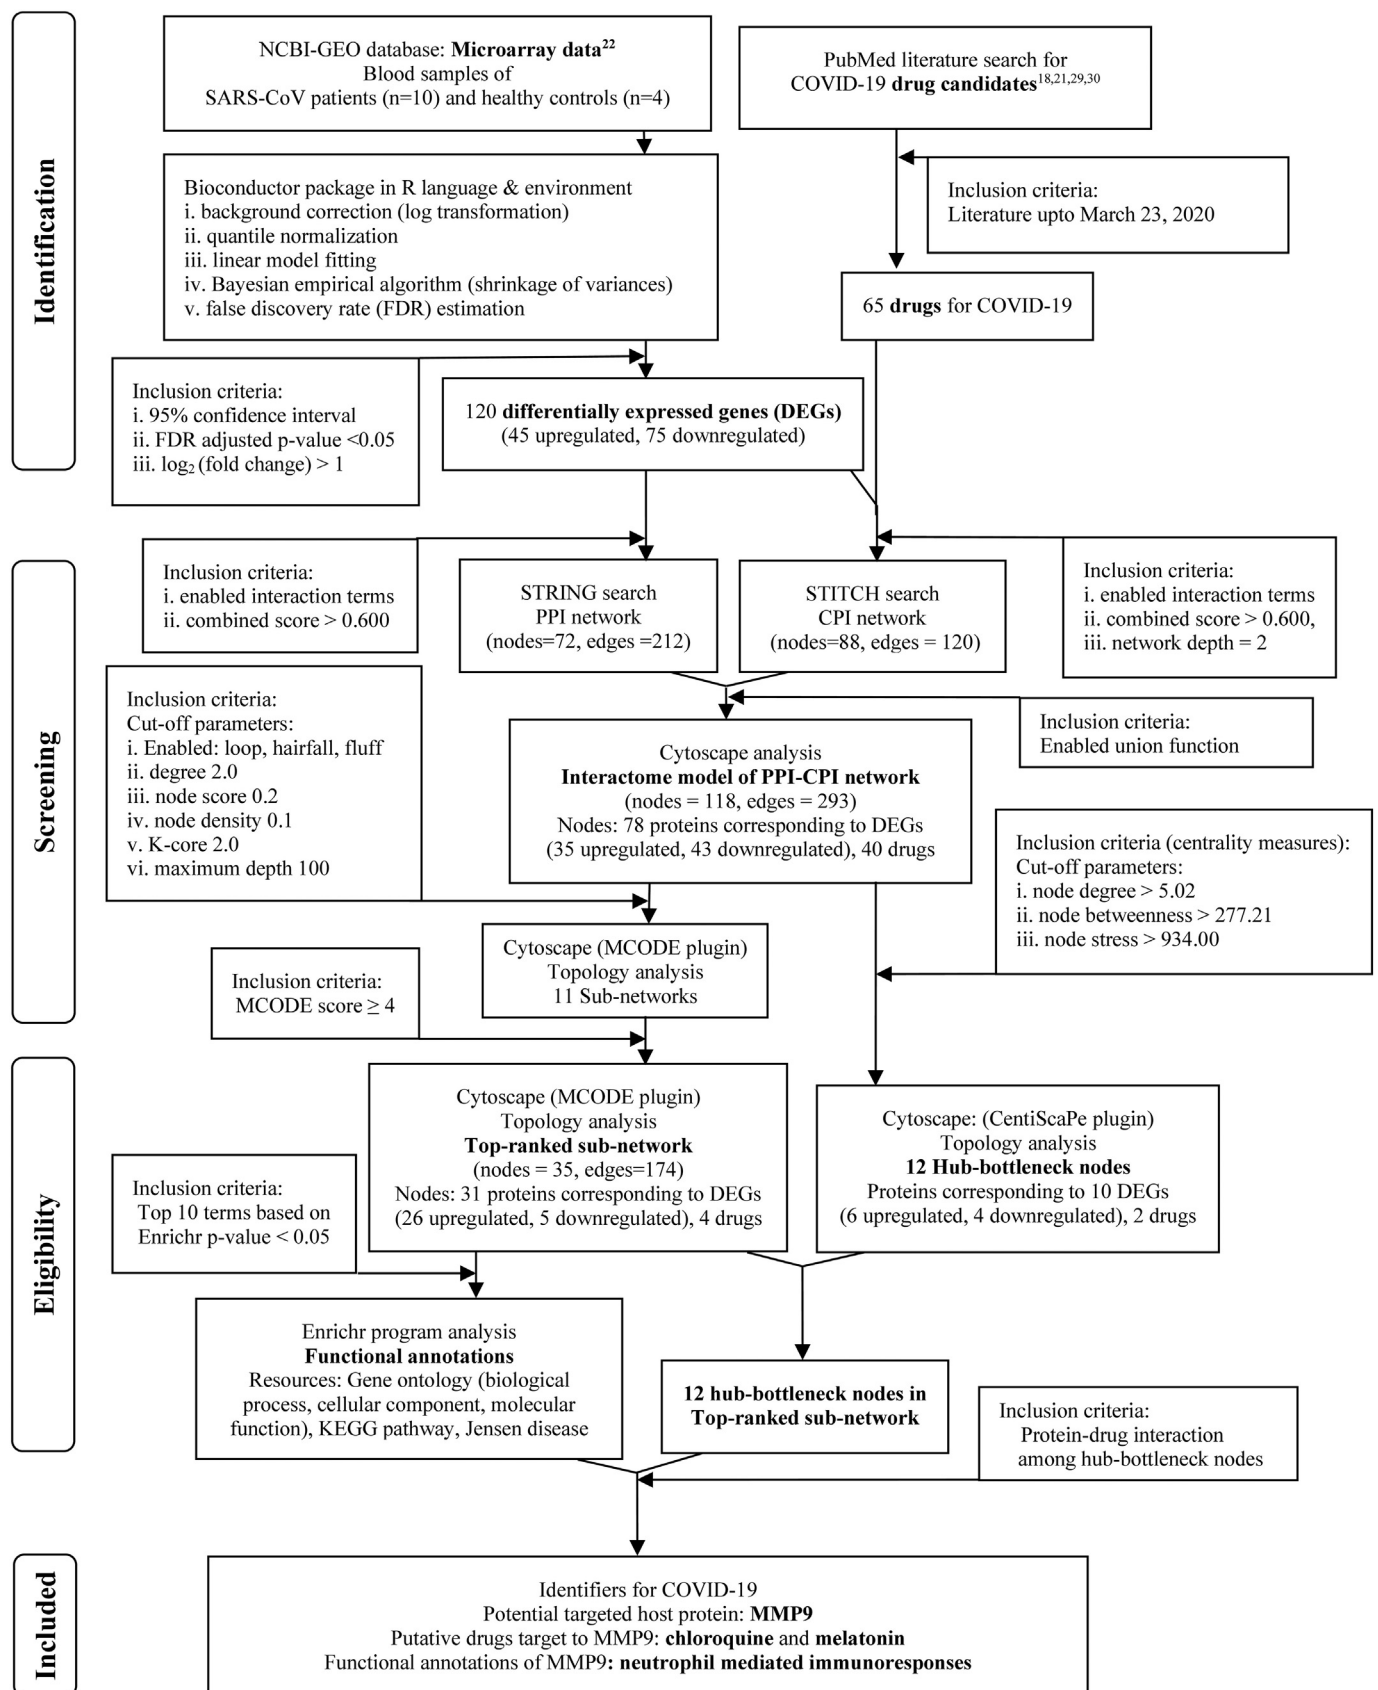 Identification
NCBI-GEO database: Microarray data22
Blood samples of
SARS-CoV patients (n=10) and healthy controls (n=4)
PubMed literature search for
COVID-19 drug candidates18,21,29,30
Bioconductor package in R language & environment
i. background correction (log transformation)
ii. quantile normalization
iii. linear model fitting
iv. Bayesian empirical algorithm (shrinkage of variances)
v. false discovery rate (FDR) estimation
Inclusion criteria:
Literature upto March 23, 2020
65 drugs for COVID-19
Inclusion criteria:
i. 95% confidence interval
ii. FDR adjusted p-value <0.05
iii. log2 (fold change) > 1
120 differentially expressed genes (DEGs)
(45 upregulated, 75 downregulated)
Screening
Inclusion criteria:
i. enabled interaction terms
ii. combined score > 0.600
STRING search
PPI network
(nodes=72, edges =212)
STITCH search
CPI network
(nodes=88, edges = 120)
Inclusion criteria:
i. enabled interaction terms
ii. combined score > 0.600,
iii. network depth = 2
Inclusion criteria:
Cut-off parameters:
i. Enabled: loop, hairfall, fluff
ii. degree 2.0
iii. node score 0.2
iv. node density 0.1
v. K-core 2.0
vi. maximum depth 100
Inclusion criteria:
Enabled union function
Cytoscape analysis
Interactome model of PPI-CPI network
(nodes = 118, edges = 293)
Nodes: 78 proteins corresponding to DEGs
(35 upregulated, 43 downregulated), 40 drugs
Inclusion criteria (centrality measures):
Cut-off parameters:
i. node degree > 5.02
ii. node betweenness > 277.21
iii. node stress > 934.00
Cytoscape (MCODE plugin)
Topology analysis
11 Sub-networks
Inclusion criteria:
MCODE score ≥ 4
Eligibility
Cytoscape (MCODE plugin)
Topology analysis
Top-ranked sub-network
(nodes = 35, edges=174)
Nodes: 31 proteins corresponding to DEGs
(26 upregulated, 5 downregulated), 4 drugs
Cytoscape: (CentiScaPe plugin)
Topology analysis
12 Hub-bottleneck nodes
Proteins corresponding to 10 DEGs
(6 upregulated, 4 downregulated), 2 drugs
Inclusion criteria:
Top 10 terms based on
Enrichr p-value < 0.05
Enrichr program analysis
Functional annotations
Resources: Gene ontology (biological
process, cellular component, molecular
function), KEGG pathway, Jensen disease
12 hub-bottleneck nodes in
Top-ranked sub-network
Inclusion criteria:
Protein-drug interaction
among hub-bottleneck nodes
Included
Identifiers for COVID-19
Potential targeted host protein: MMP9
Putative drugs target to MMP9: chloroquine and melatonin
Functional annotations of MMP9: neutrophil mediated immunoresponses